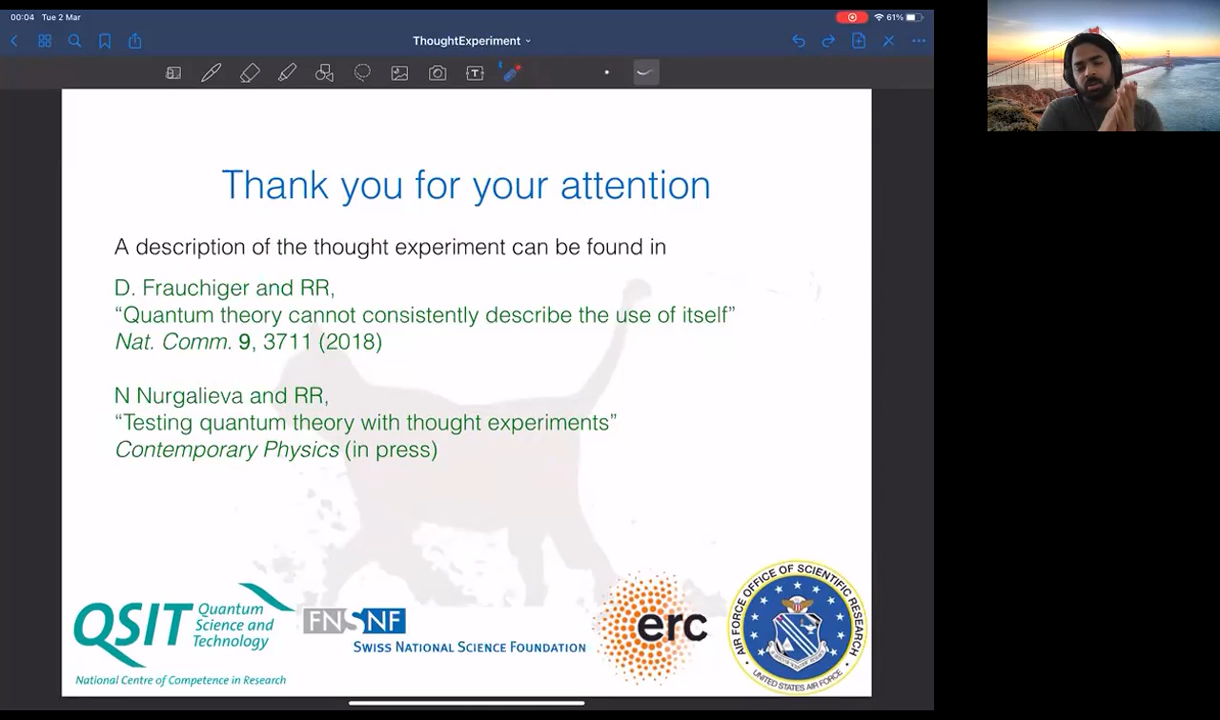 00:04 Tue 2 Mar
61%
ThoughtExperiment
T
Thank you for your attention
A description of the thought experiment can be found in
D. Frauchiger and RR,
“Quantum theory cannot consistently describe the use of itself”
Nat. Comm. 9, 3711 (2018)
N Nurgalieva and RR,
“Testing quantum theory with thought experiments”
Contemporary Physics (in press)
QSIT Quantum
Science and
Technology
National Centre of Competence in Research
FNSNF
SWISS NATIONAL SCIENCE FOUNDATION
erc
AIR FORCE OFFICE OF SCIENTIFIC RESEARCH
UNITED STATES AIR FORCE